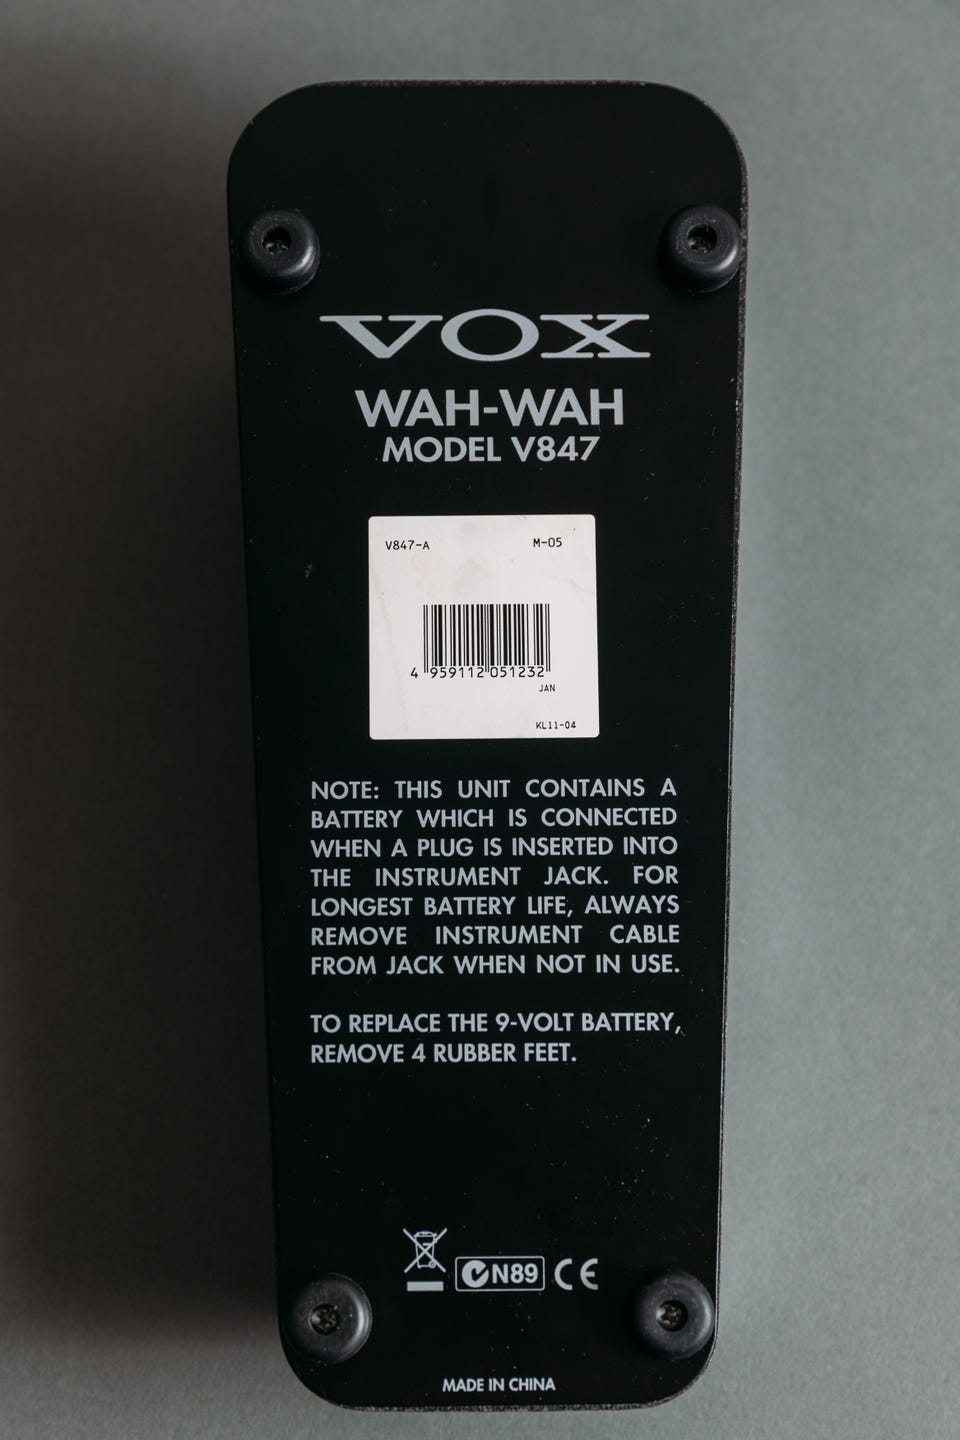 VOX
WAH-WAH
MODEL V847
V847-A M-05
4 959112 051232
JAN
KL11-04
NOTE: THIS UNIT CONTAINS A
BATTERY WHICH IS CONNECTED
WHEN A PLUG IS INSERTED INTO
THE INSTRUMENT JACK. FOR
LONGEST BATTERY LIFE, ALWAYS
REMOVE INSTRUMENT CABLE
FROM JACK WHEN NOT IN USE.
TO REPLACE THE 9-VOLT BATTERY,
REMOVE 4 RUBBER FEET.
N89 CE
MADE IN CHINA